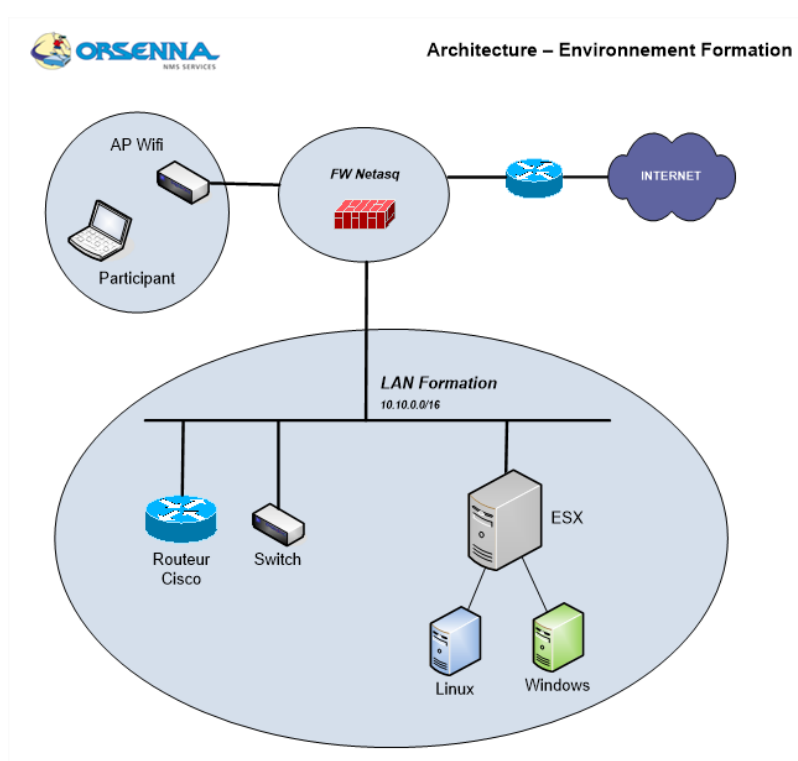 ORSENNA
NMS SERVICES
Architecture – Environnement Formation
AP Wifi
Participant
FW Netasq
INTERNET
LAN Formation
10.10.0.0/16
Routeur
Cisco
Switch
ESX
Linux
Windows